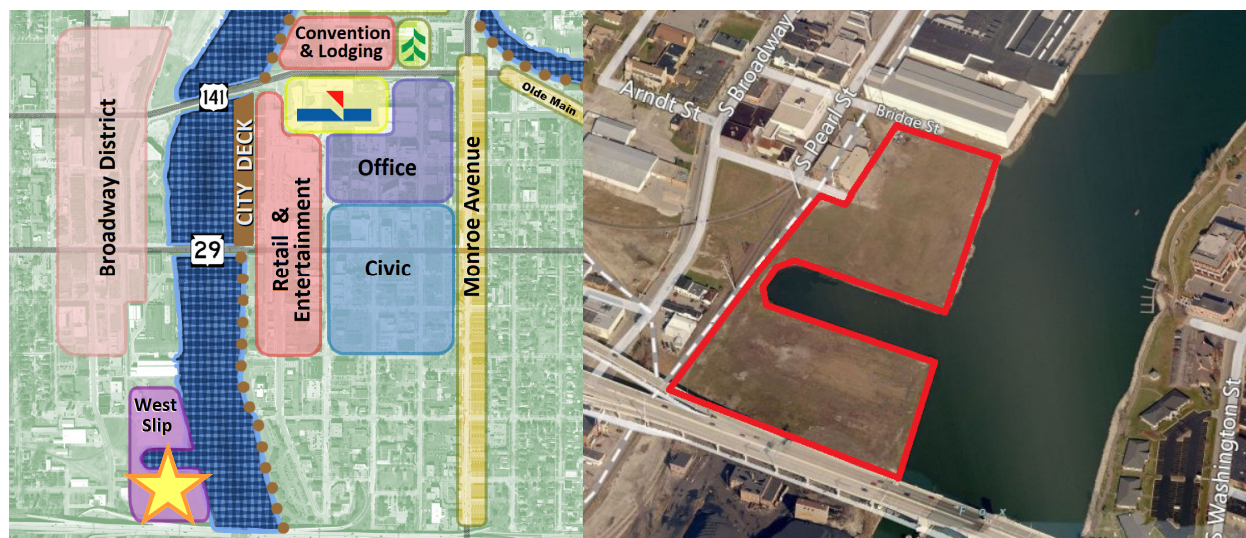 Convention
& Lodging
141
Olde Main
Broadway District
CITY DECK
Office
Retail &
Entertainment
Monroe Avenue
29
Civic
West
Slip
Arndt St
S Broadway
S Pearl St
Bridge St
S Washington St
Fox